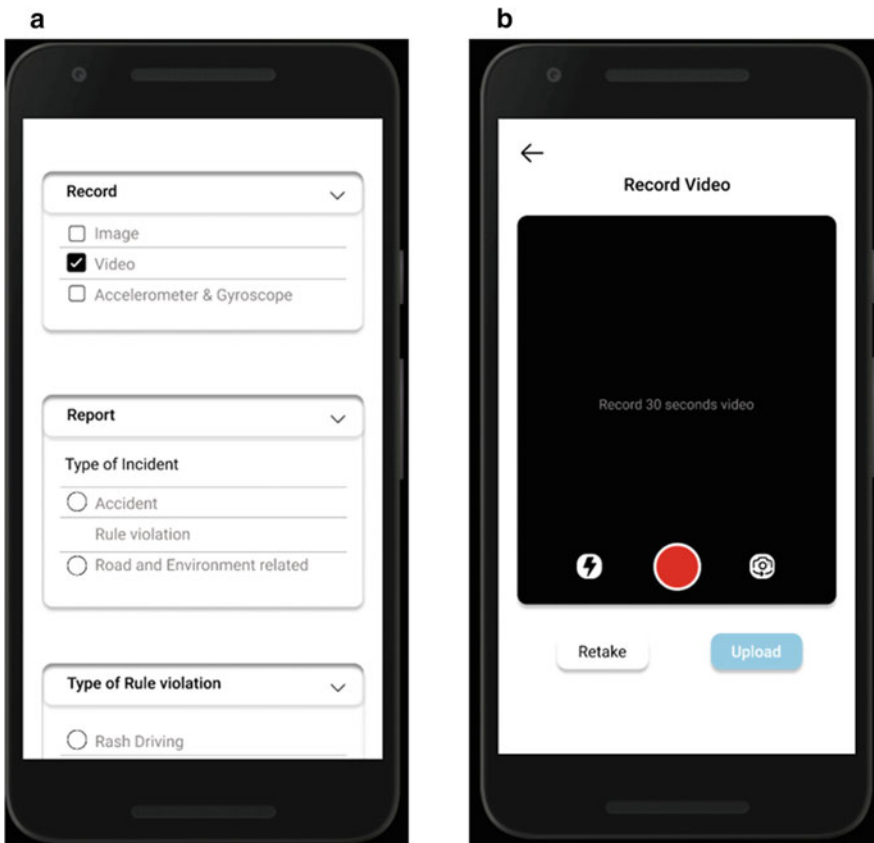 a
Record
Image
Video
Accelerometer & Gyroscope
Report
Type of Incident
Accident
Rule violation
Road and Environment related
Type of Rule violation
Rash Driving
b
Record Video
Record 30 seconds video
Retake
Upload